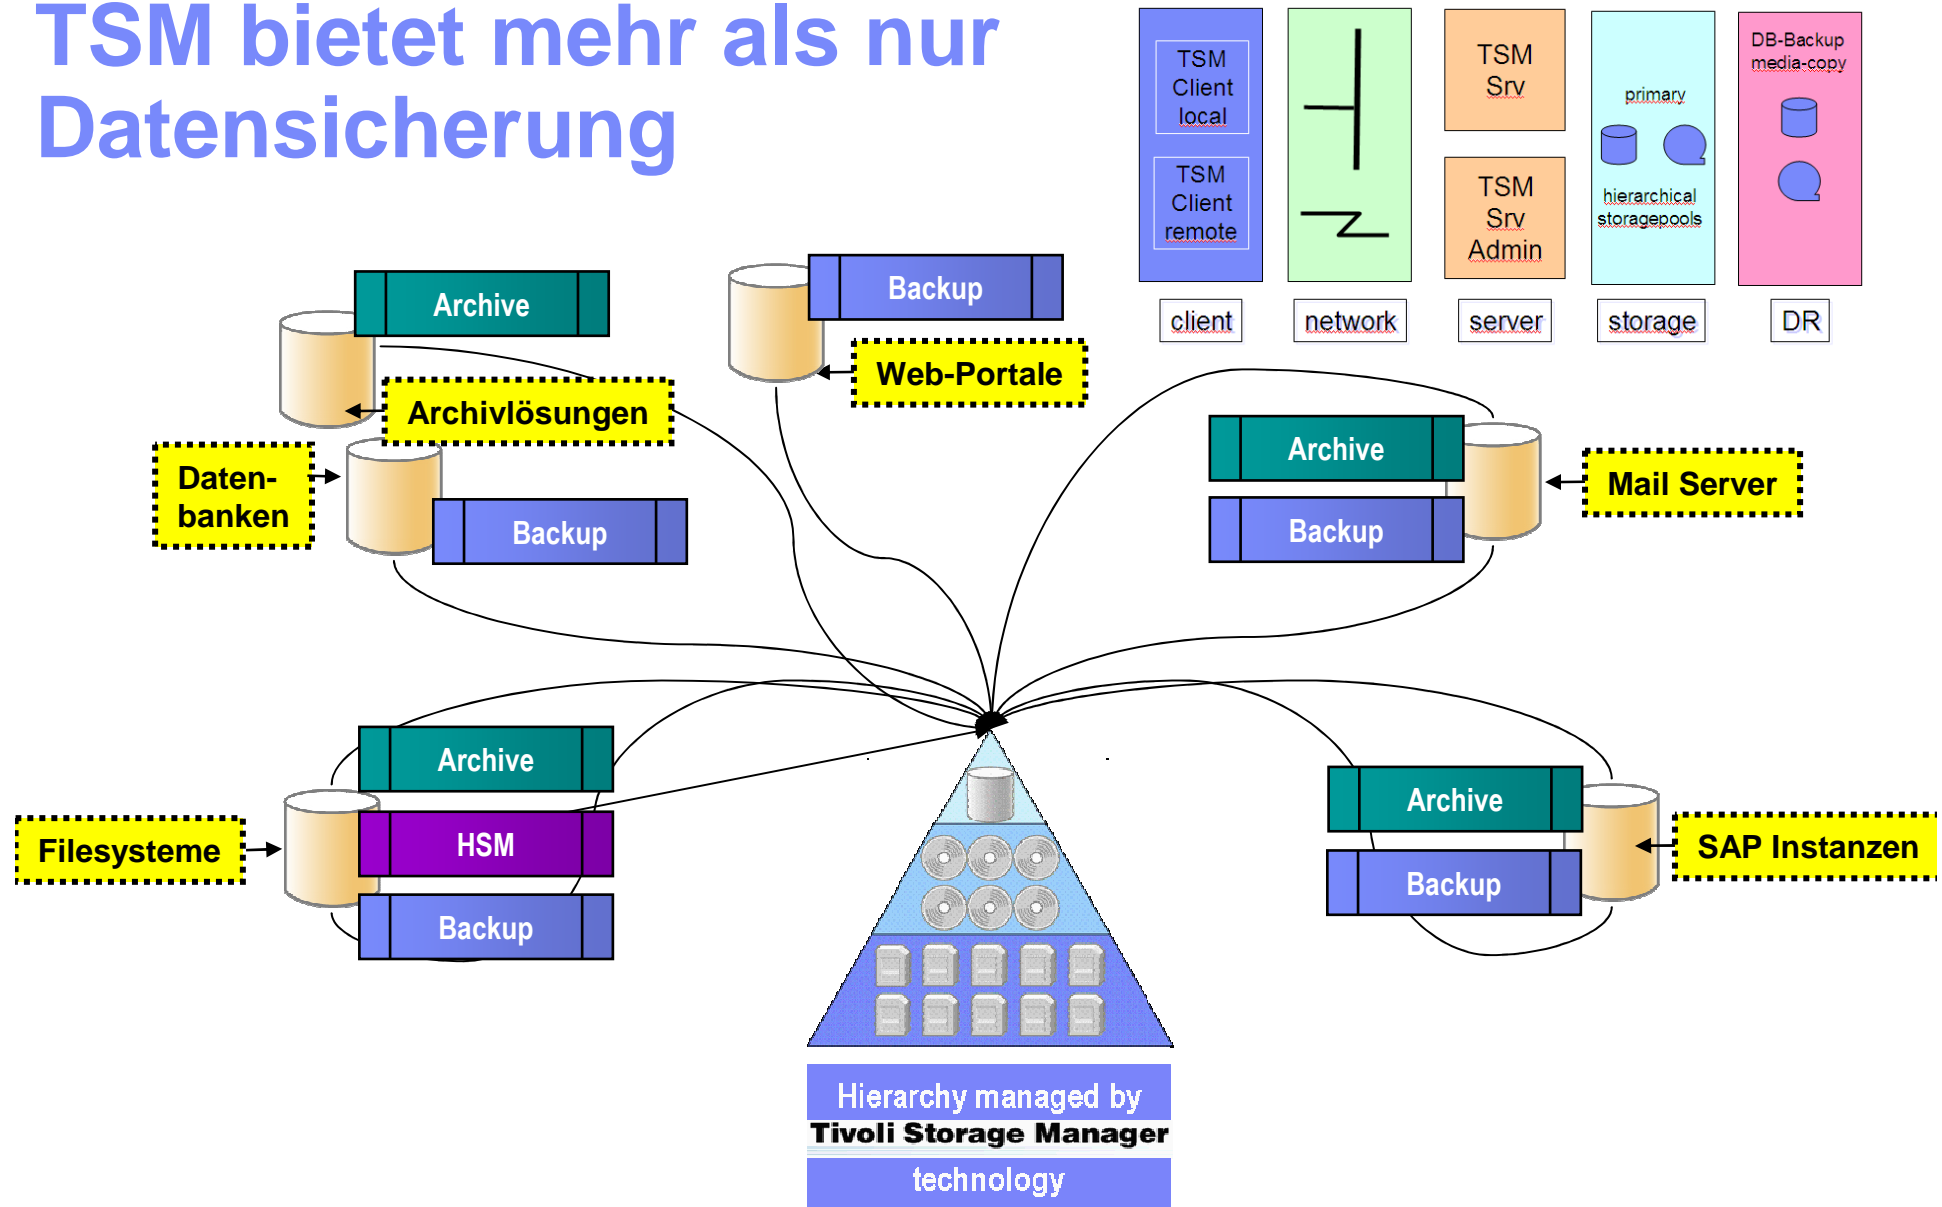 TSM bietet mehr als nur
Datensicherung
TSM
Client
local
TSM
Client
remote
client
network
TSM
Srv
TSM
Srv
Admin
server
primary
hierarchical
storagepools
storage
DB-Backup
media-copy
DR
Archive
Archivlösungen
Backup
Web-Portale
Daten-
banken
Backup
Archive
Backup
Mail Server
Archive
HSM
Backup
Filesysteme
Archive
Backup
SAP Instanzen
Hierarchy managed by
Tivoli Storage Manager
technology